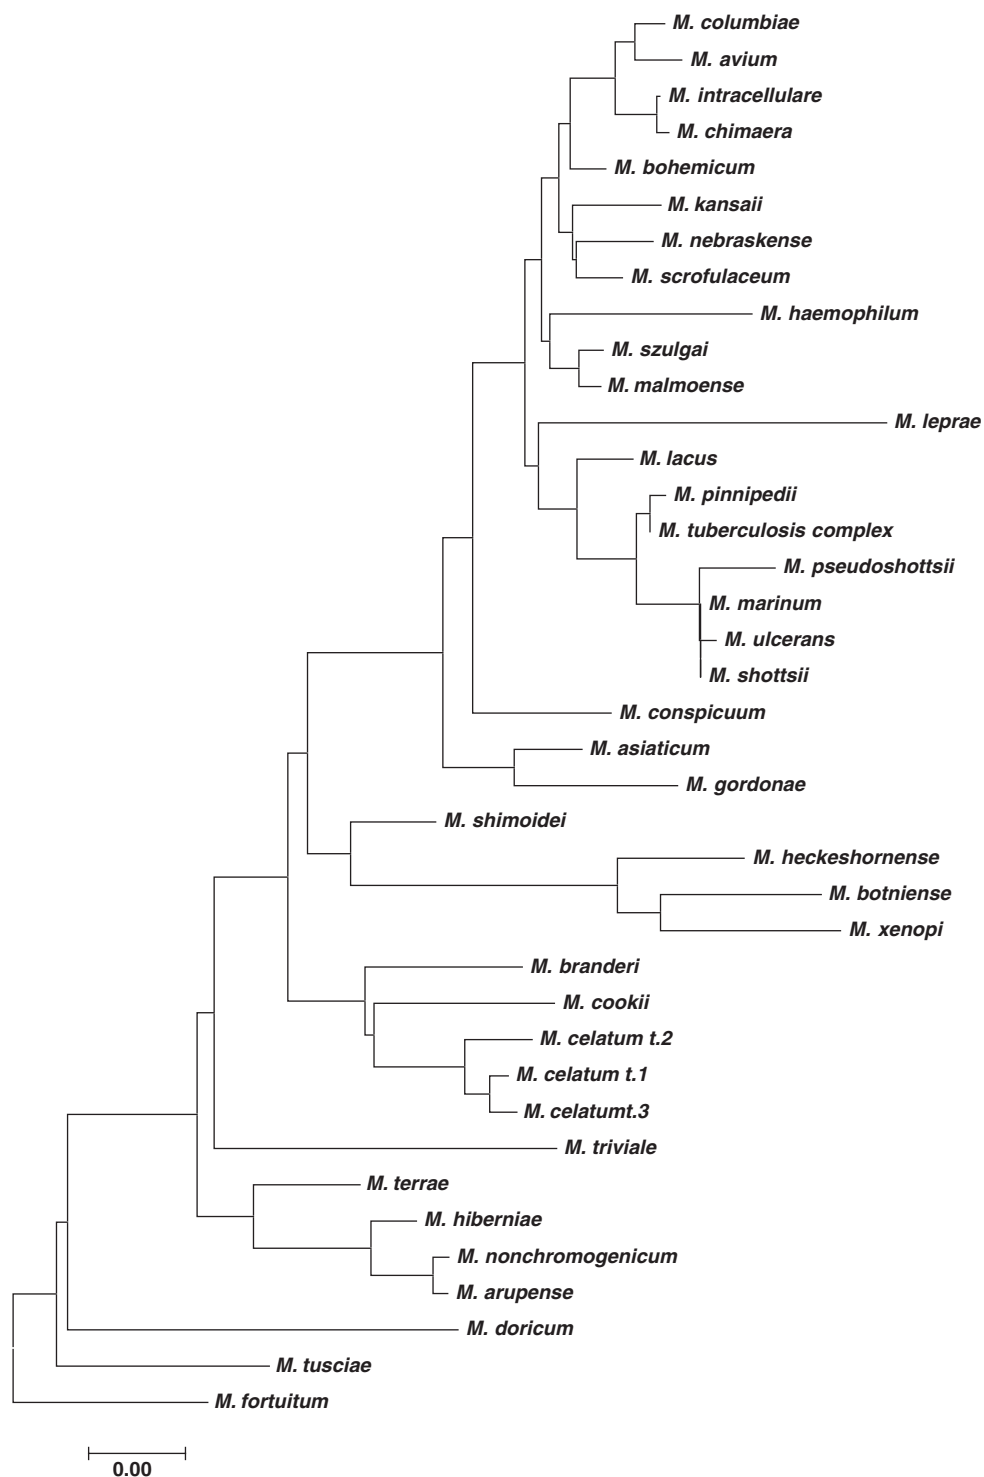 M. columbiae
M. avium
M. intracellulare
M. chimaera
M. bohemicum
M. kansaii
M. nebraskense
M. scrofulaceum
M. haemophilum
M. szulgai
M. malmoense
M. leprae
M. lacus
M. pinnipedii
M. tuberculosis complex
M. pseudoshottsii
M. marinum
M. ulcerans
M. shottsii
M. conspicuum
M. asiaticum
M. gordonae
M. shimoidei
M. heckeshornense
M. botniense
M. xenopi
M. branderi
M. cookii
M. celatum t.2
M. celatum t.1
M. celatumt.3
M. triviale
M. terrae
M. hiberniae
M. nonchromogenicum
M. arupense
M. doricum
M. tusciae
M. fortuitum
0.00